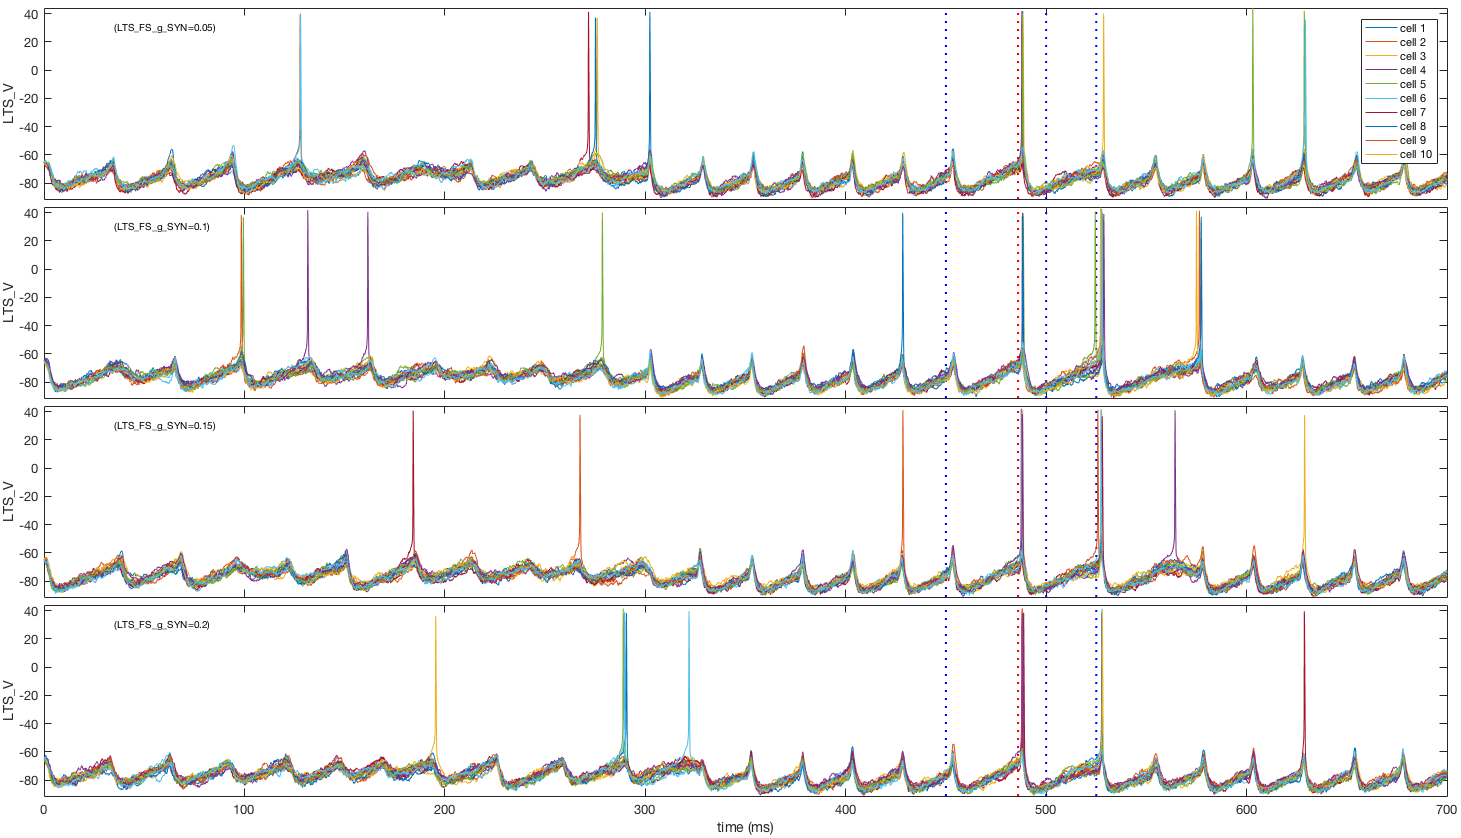 40
20
0
-20
-40
-60
-80
LTS_V
(LTS_FS_g_SYN=0.05)
cell 1
cell 2
cell 3
cell 4
cell 5
cell 6
cell 7
cell 8
cell 9
cell 10
40
20
0
-20
-40
-60
-80
LTS_V
(LTS_FS_g_SYN=0.1)
40
20
0
-20
-40
-60
-80
LTS_V
(LTS_FS_g_SYN=0.15)
40
20
0
-20
-40
-60
-80
LTS_V
(LTS_FS_g_SYN=0.2)
0 100 200 300 400 500 600 700
time (ms)